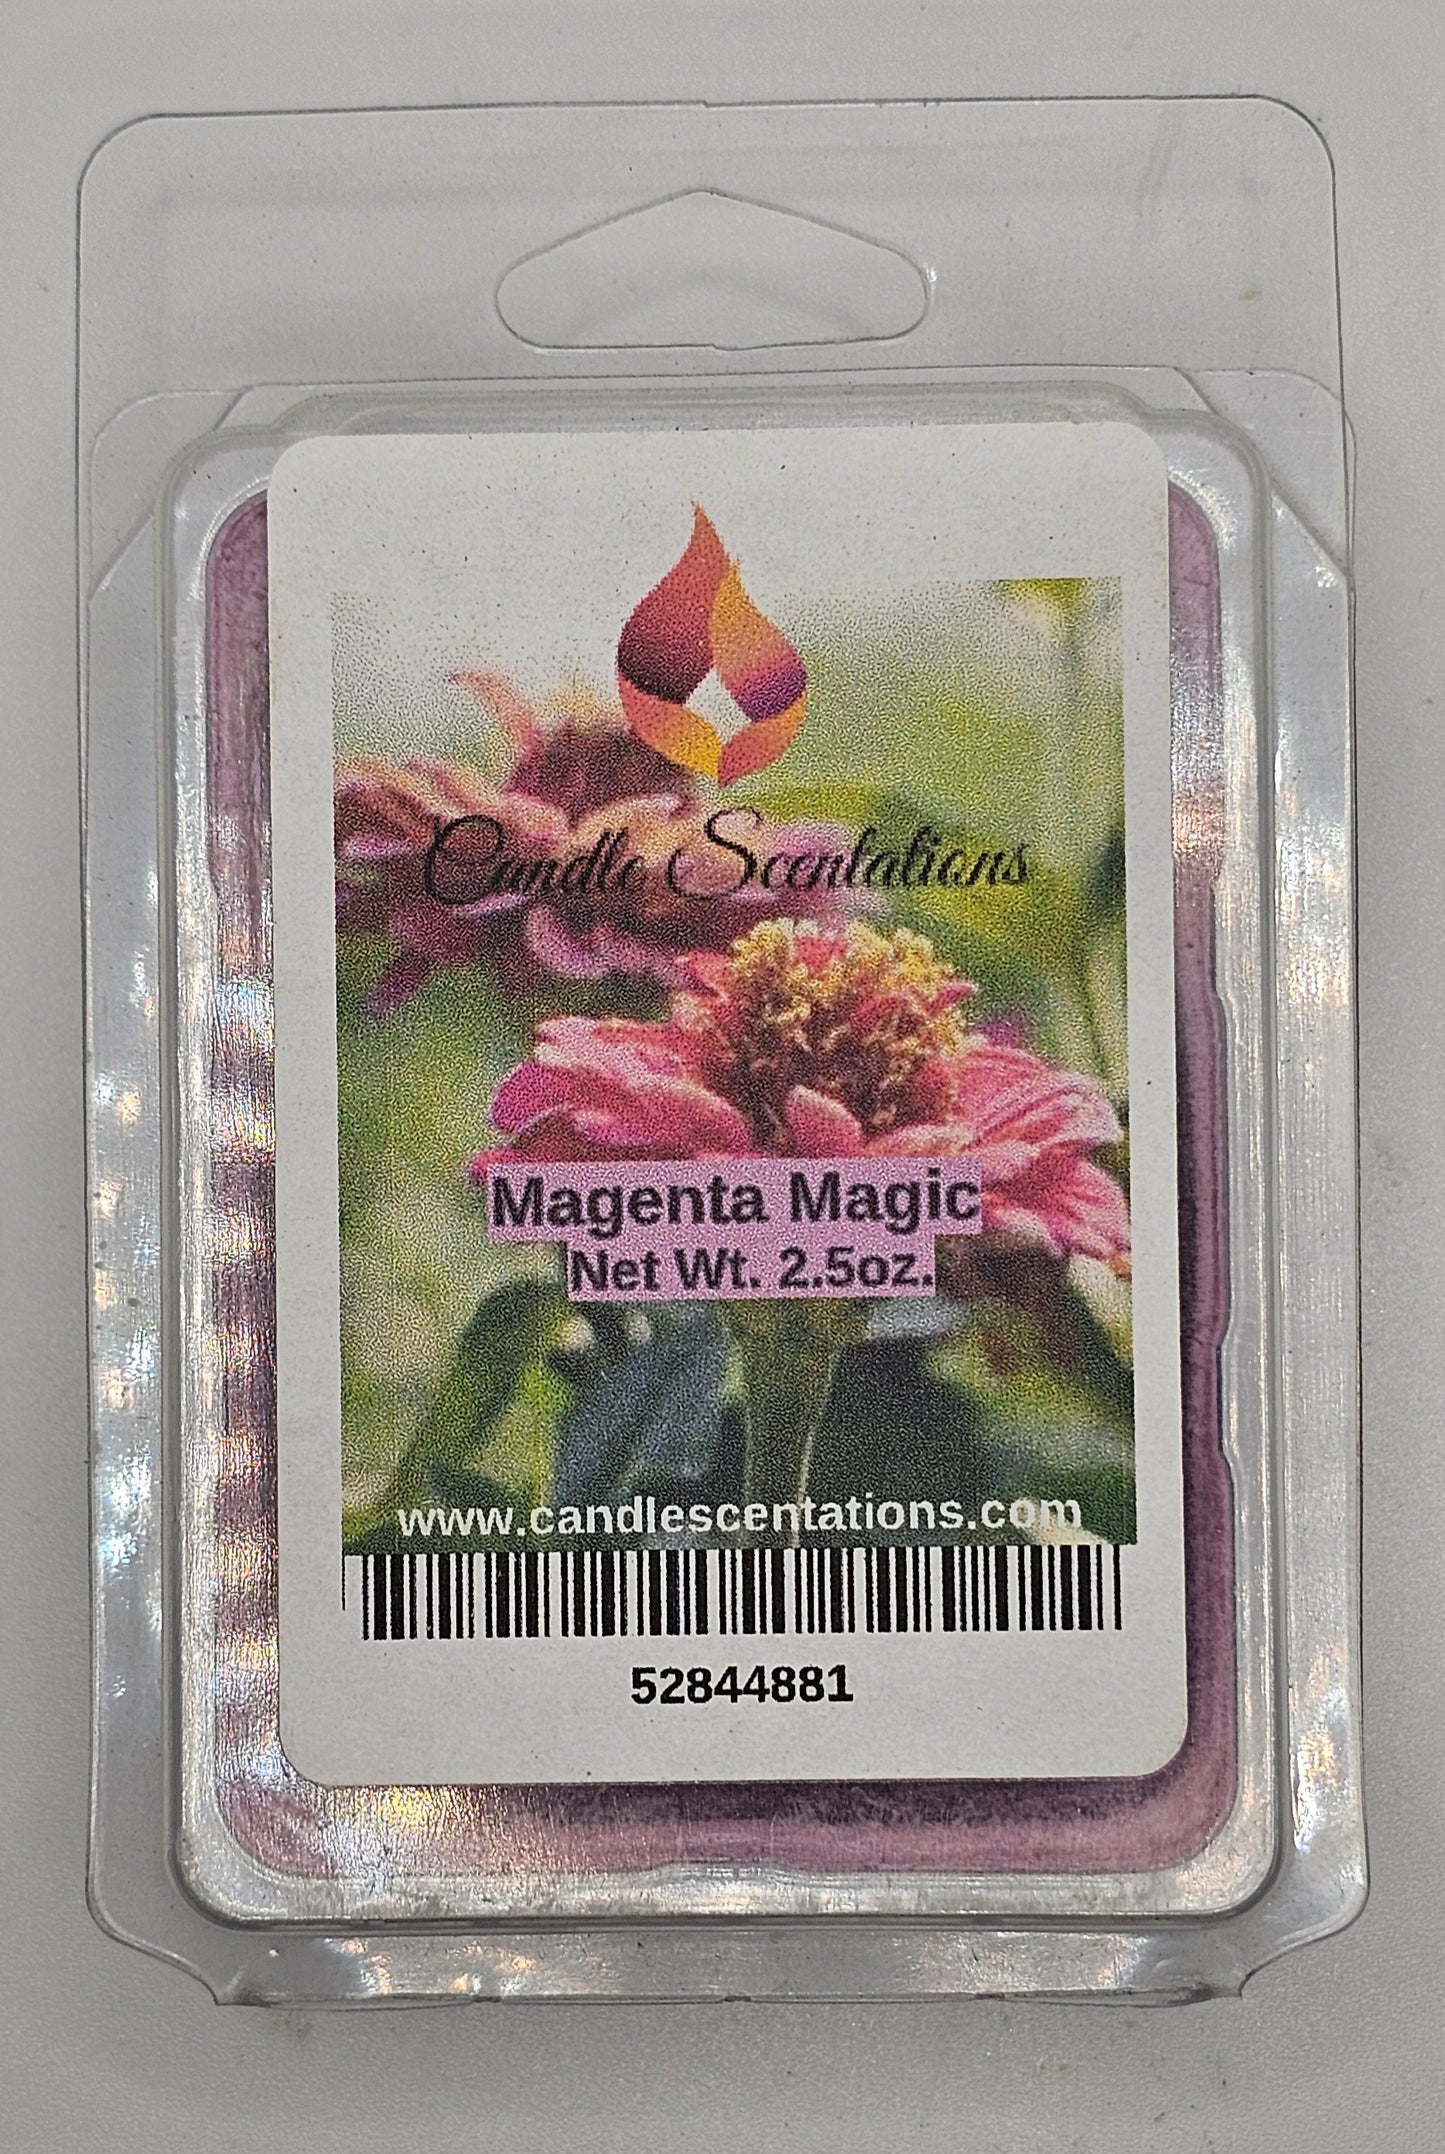 Candle Scentations
Magenta Magic
Net Wt. 2.5oz.
www.candlescentations.com
52844881